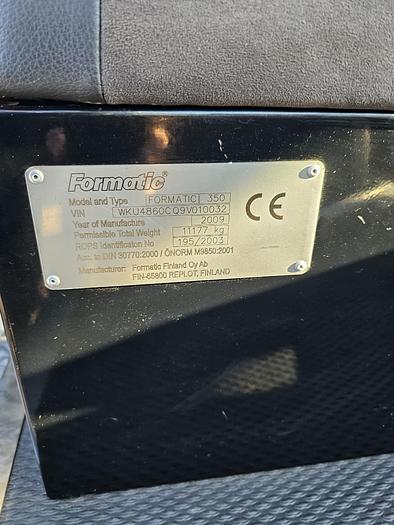 Formatic®
Model and Type FORMATIC 350
VIN WKU4860CQ9V010032
Year of Manufacture 2009
Permissible Total Weight 11177 kg
ROPS Identificaton No 195/2003
Acc. to DIN 30770:2000 / ÖNORM M9850:2001
Manufacturer: Formatic Finland Oy Ab
FIN-65800 REPLOT, FINLAND
CE